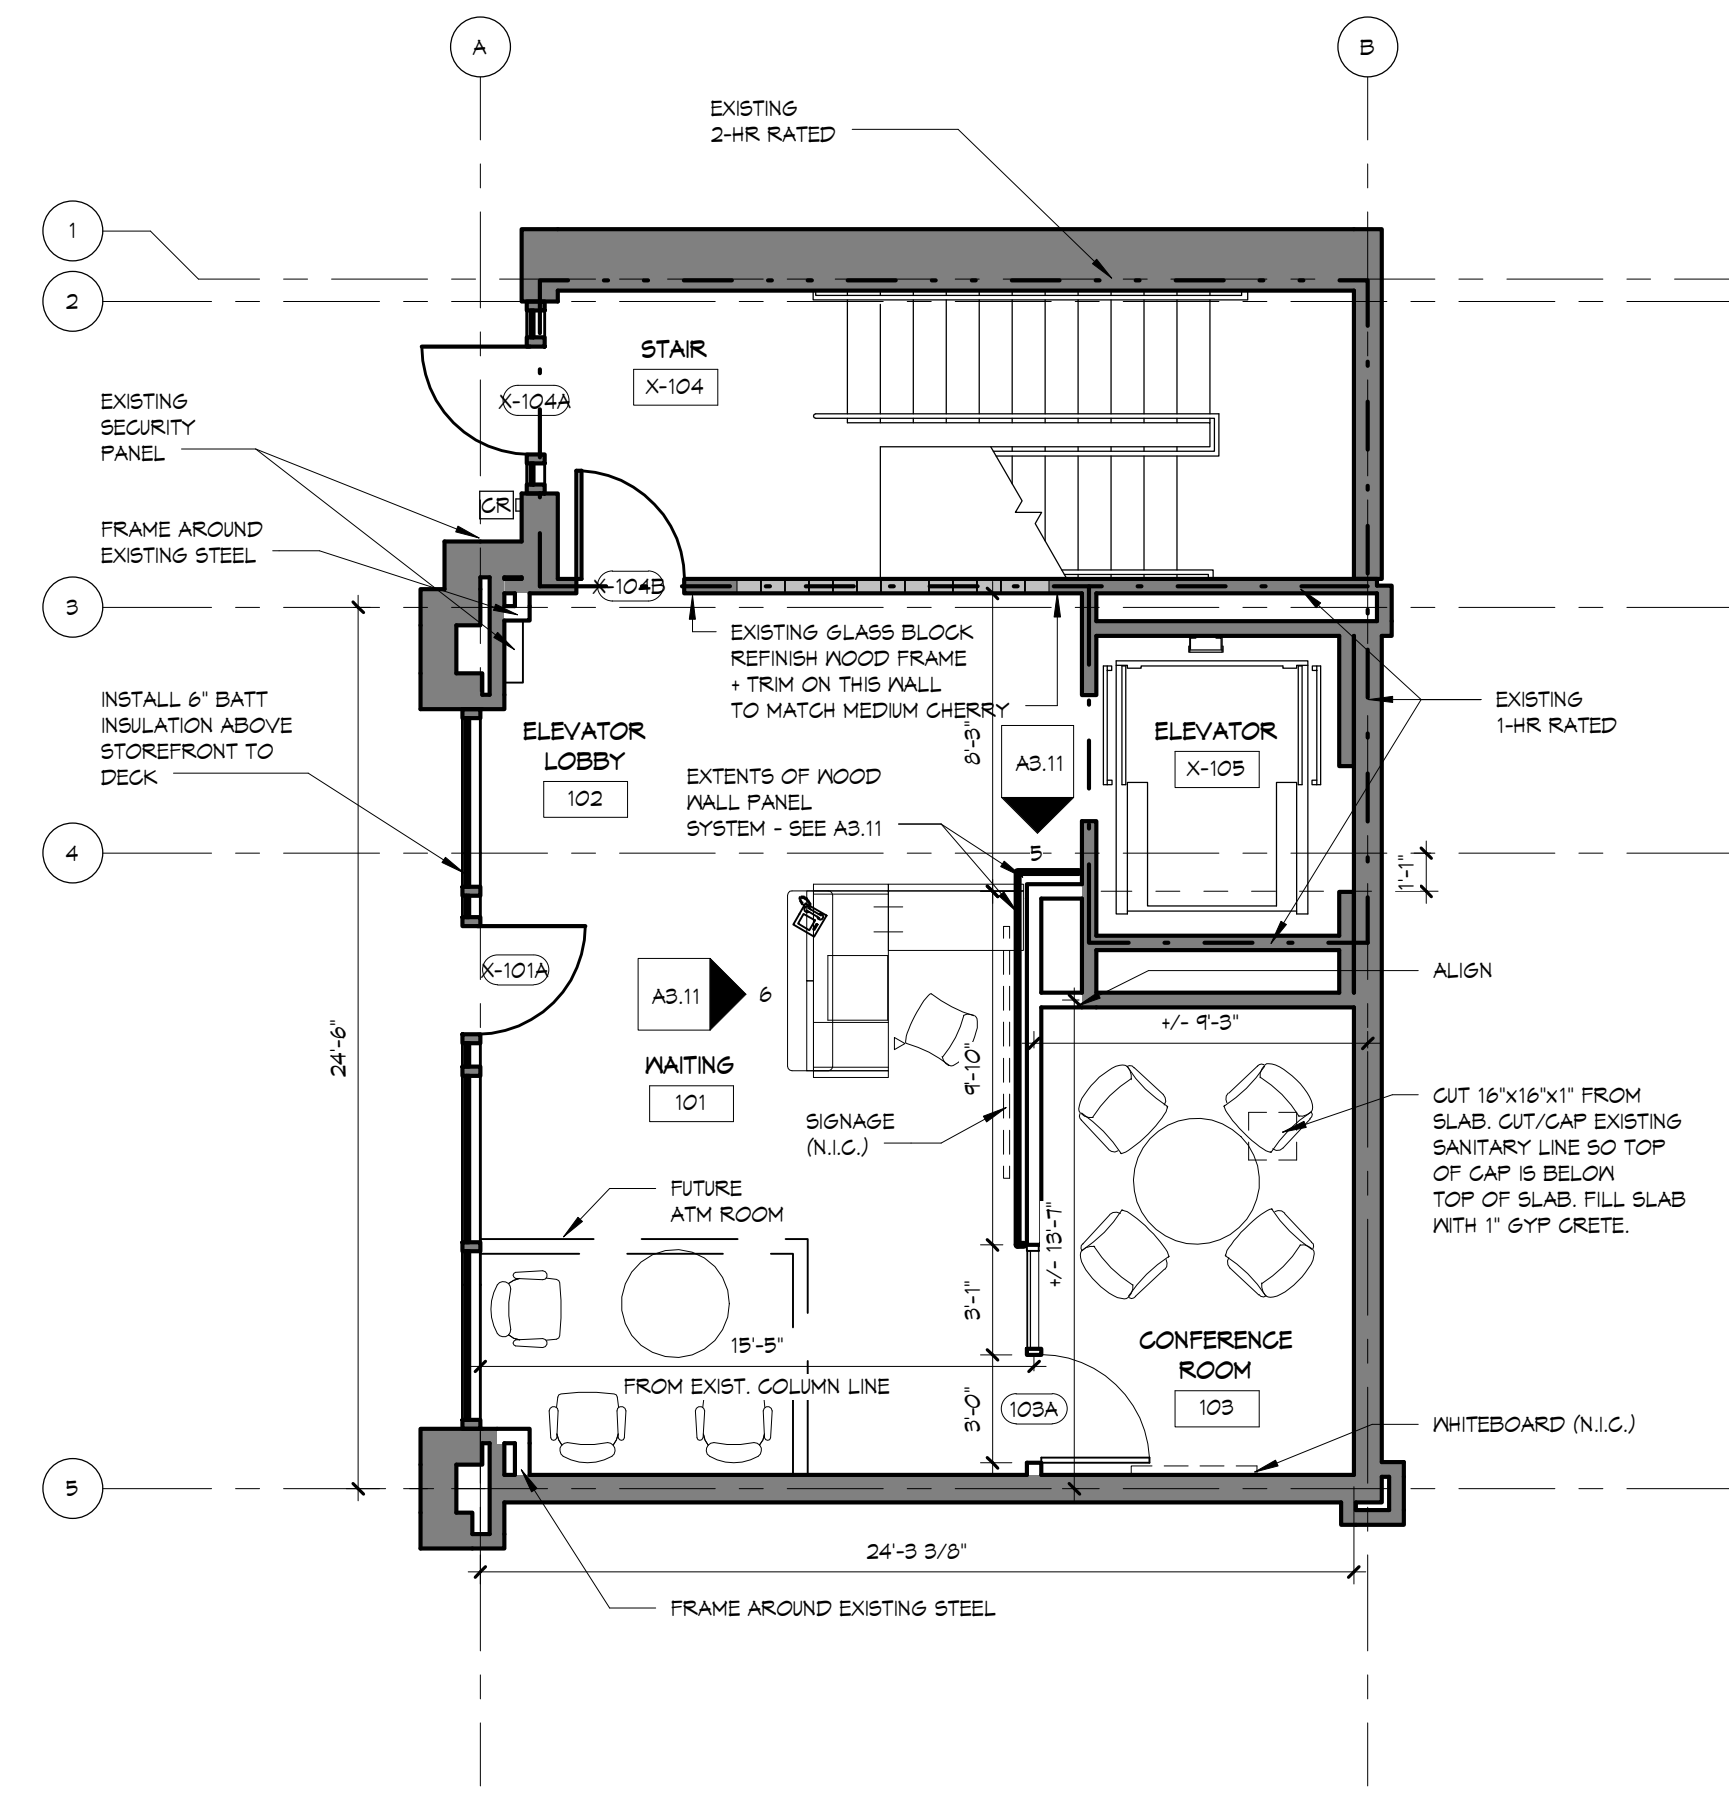 A
B
EXISTING
2-HR RATED
1
2
STAIR
X-104
X-104A
EXISTING
SECURITY
PANEL
CR
FRAME AROUND
EXISTING STEEL
X-104B
3
EXISTING GLASS BLOCK
REFINISH WOOD FRAME
+ TRIM ON THIS WALL
TO MATCH MEDIUM CHERRY
INSTALL 6" BATT
INSULATION ABOVE
STOREFRONT TO
DECK
ELEVATOR
LOBBY
102
8'-3"
A3.11
5
ELEVATOR
X-105
EXISTING
1-HR RATED
EXTENTS OF WOOD
WALL PANEL
SYSTEM - SEE A3.11
4
1'-1"
X-101A
A3.11
6
ALIGN
24'-6"
+/- 9'-3"
9'-10"
WAITING
101
SIGNAGE
(N.I.C.)
CUT 16"x16"x1" FROM
SLAB. CUT/CAP EXISTING
SANITARY LINE SO TOP
OF CAP IS BELOW
TOP OF SLAB. FILL SLAB
WITH 1" GYP CRETE.
FUTURE
ATM ROOM
+/- 13'-7"
3'-1"
15'-5"
FROM EXIST. COLUMN LINE
CONFERENCE
ROOM
103
3'-0"
103A
WHITEBOARD (N.I.C.)
5
24'-3 3/8"
FRAME AROUND EXISTING STEEL